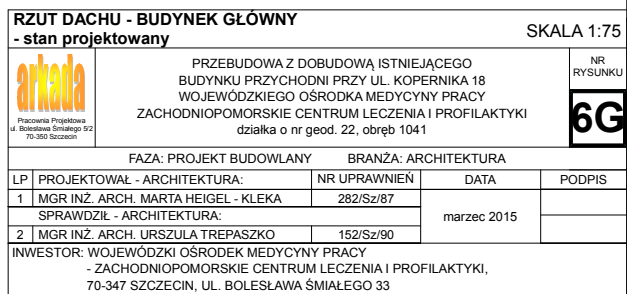 RZUT DACHU - BUDYNEK GŁÓWNY
- stan projektowany
SKALA 1:75
arkada
Pracownia Projektowa
ul. Bolesława Śmiałego 5/2
70-350 Szczecin
PRZEBUDOWA Z DOBUDOWĄ ISTNIEJĄCEGO
BUDYNKU PRZYCHODNI PRZY UL. KOPERNIKA 18
WOJEWÓDZKIEGO OŚRODKA MEDYCYNY PRACY
ZACHODNIOPOMORSKIE CENTRUM LECZENIA I PROFILAKTYKI
działka o nr geod. 22, obręb 1041
NR
RYSUNKU
6G
FAZA: PROJEKT BUDOWLANY BRANŻA: ARCHITEKTURA
LP PROJEKTOWAŁ - ARCHITEKTURA: NR UPRAWNIEŃ DATA PODPIS
1 MGR INŻ. ARCH. MARTA HEIGEL - KLEKA 282/Sz/87
SPRAWDZIŁ - ARCHITEKTURA:
marzec 2015
2 MGR INŻ. ARCH. URSZULA TREPASZKO 152/Sz/90
INWESTOR: WOJEWÓDZKI OŚRODEK MEDYCYNY PRACY
- ZACHODNIOPOMORSKIE CENTRUM LECZENIA I PROFILAKTYKI,
70-347 SZCZECIN, UL. BOLESŁAWA ŚMIAŁEGO 33